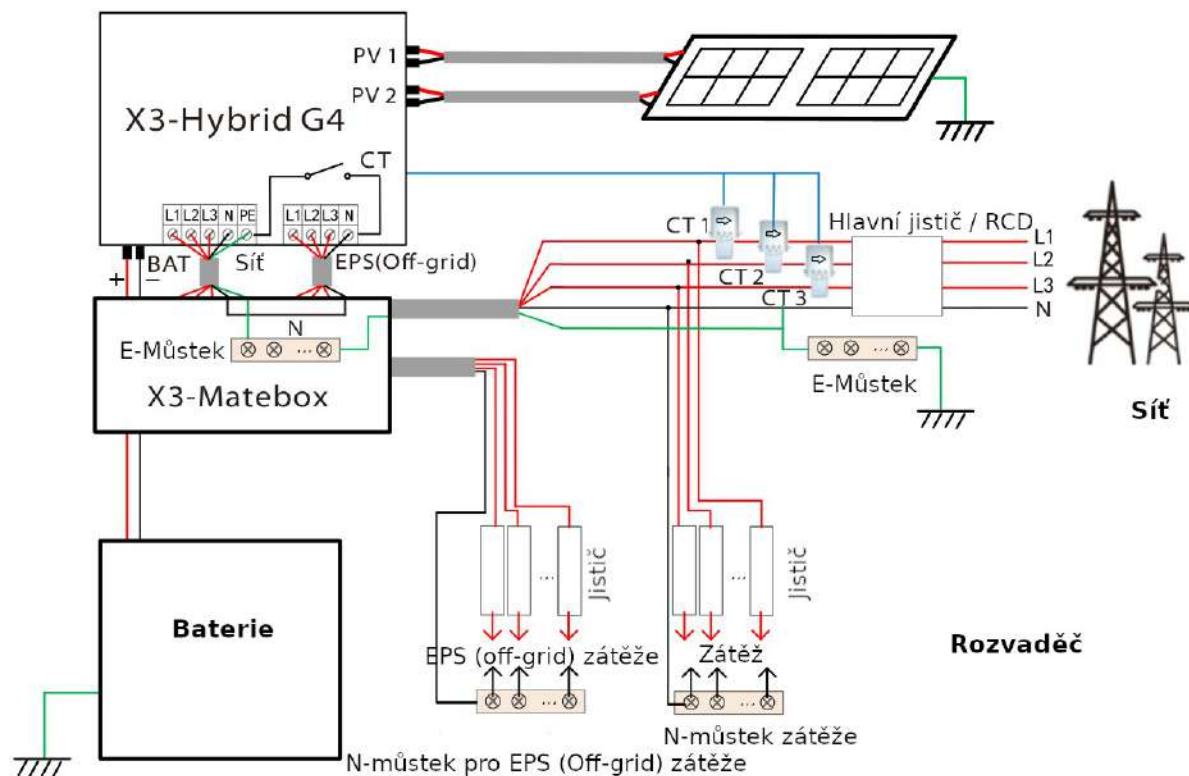 PV 1
PV 2
X3-Hybrid G4
CT
L1 L2 L3 N PE
L1 L2 L3 N
BAT
Síť
EPS(Off-grid)
+
−
CT 1
CT 2
CT 3
Hlavní jistič / RCD
L1
L2
L3
N
N
E-Můstek
...
X3-Matebox
...
E-Můstek
Síť
...
Jistič
...
Jistič
Baterie
EPS (off-grid) zátěže
Zátěž
Rozvaděč
...
...
N-můstek zátěže
N-můstek pro EPS (Off-grid) zátěže